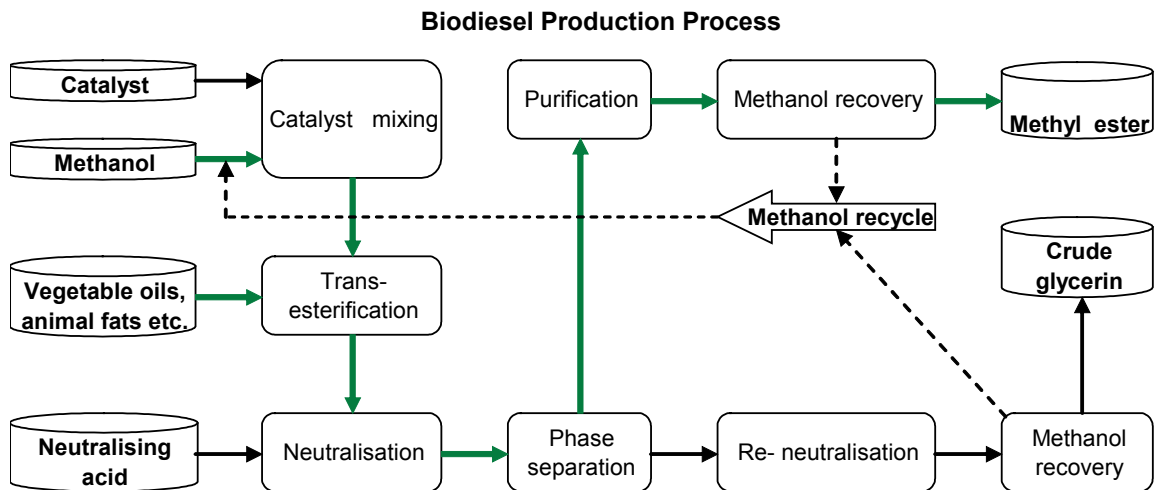 Biodiesel Production Process
Catalyst
Catalyst mixing
Methanol
Purification
Methanol recovery
Methyl ester
Methanol recycle
Vegetable oils,
animal fats etc.
Trans-
esterification
Crude
glycerin
Neutralising
acid
Neutralisation
Phase
separation
Re- neutralisation
Methanol
recovery